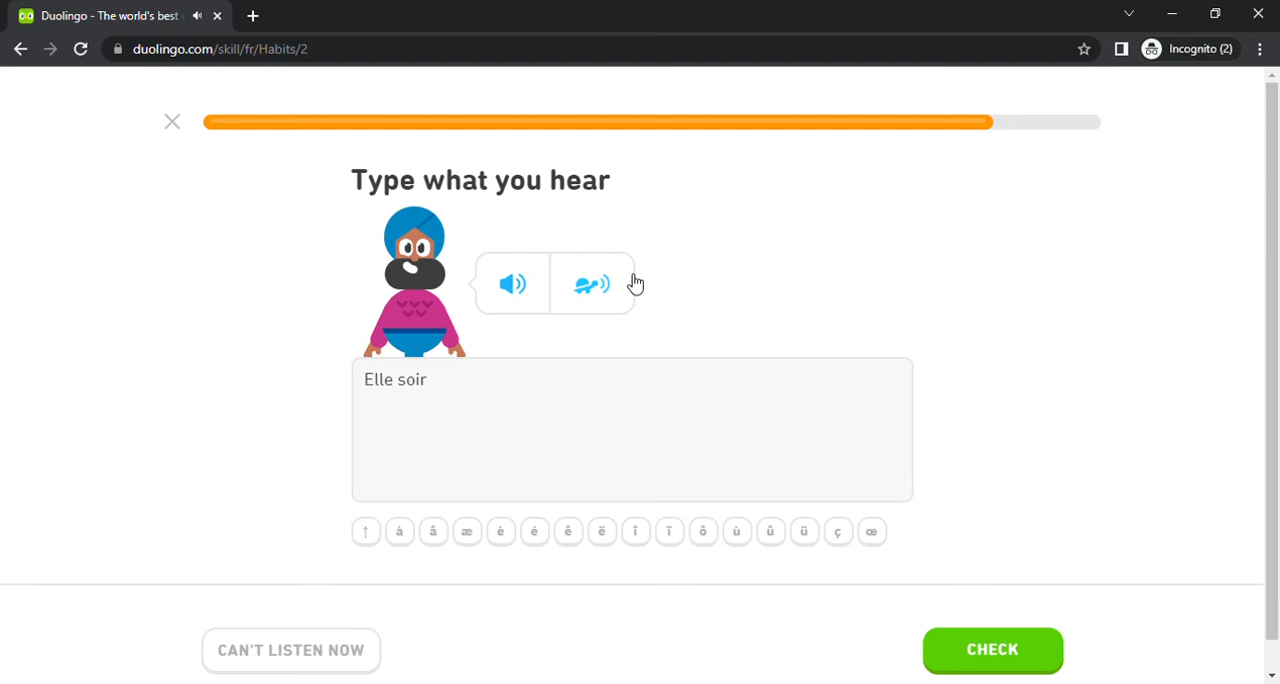 Duolingo - The world's best
duolingo.com/skill/fr/Habits/2
Incognito (2)
Type what you hear
Elle soir
↑ à â æ è é ê ë î ï ô ù û ü ç œ
CAN'T LISTEN NOW
CHECK